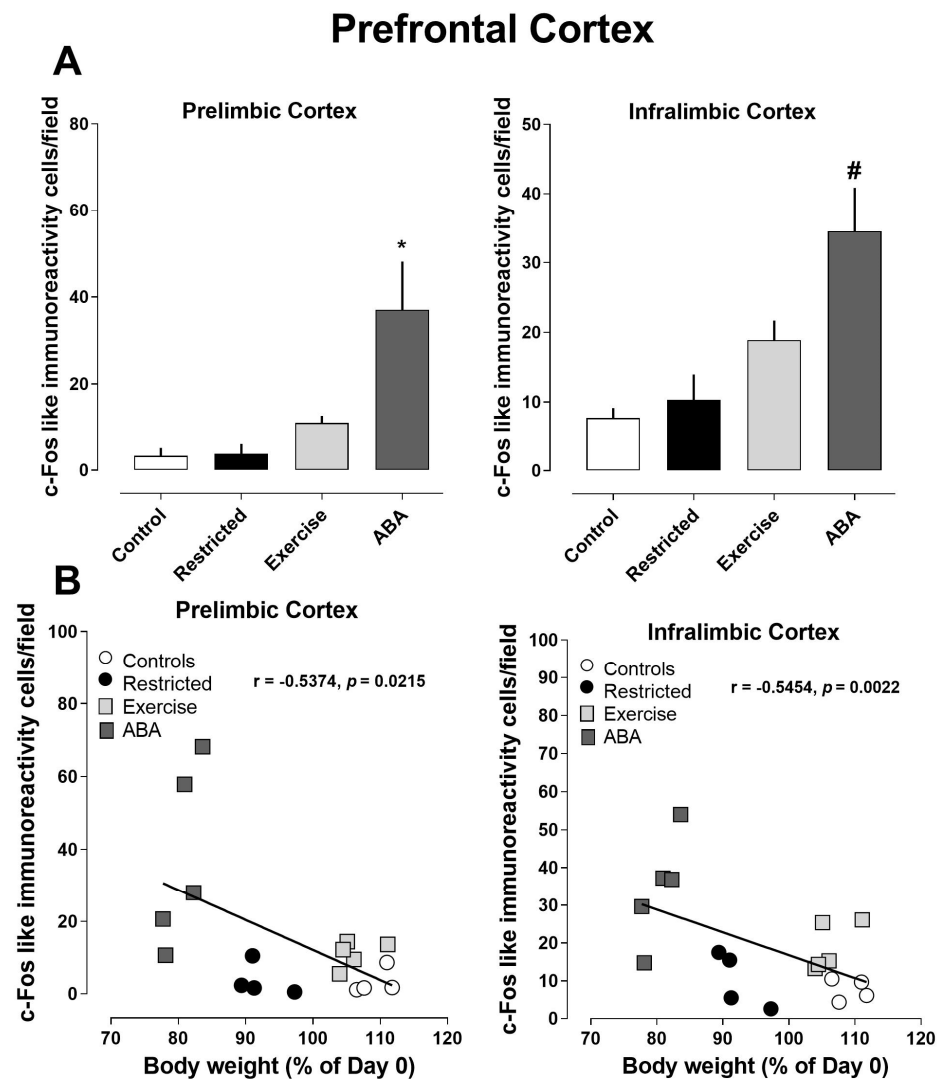 Prefrontal Cortex
A
Prelimbic Cortex
c-Fos like immunoreactivity cells/field
80
60
40
20
0
Control
Restricted
Exercise
ABA
*
Infralimbic Cortex
c-Fos like immunoreactivity cells/field
50
40
30
20
10
0
Control
Restricted
Exercise
ABA
#
B
Prelimbic Cortex
c-Fos like immunoreactivity cells/field
100
80
60
40
20
0
Controls
Restricted
Exercise
ABA
r = -0.5374, p = 0.0215
70 80 90 100 110 120
Body weight (% of Day 0)
Infralimbic Cortex
c-Fos like immunoreactivity cells/field
100
90
80
70
60
50
40
30
20
10
0
Controls
Restricted
Exercise
ABA
r = -0.5454, p = 0.0022
70 80 90 100 110 120
Body weight (% of Day 0)